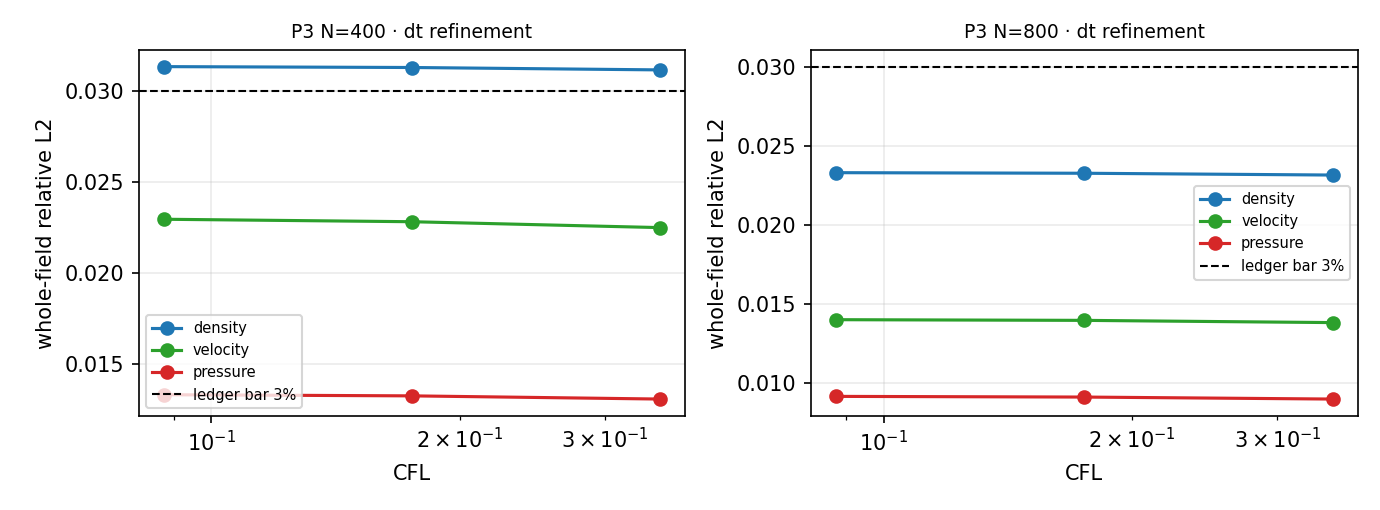 P3 N=400 · dt refinement
whole-field relative L2
0.030
0.025
0.020
0.015
density
velocity
pressure
ledger bar 3%
10⁻¹
2 × 10⁻¹
3 × 10⁻¹
CFL
P3 N=800 · dt refinement
whole-field relative L2
0.030
0.025
0.020
0.015
0.010
density
velocity
pressure
ledger bar 3%
10⁻¹
2 × 10⁻¹
3 × 10⁻¹
CFL